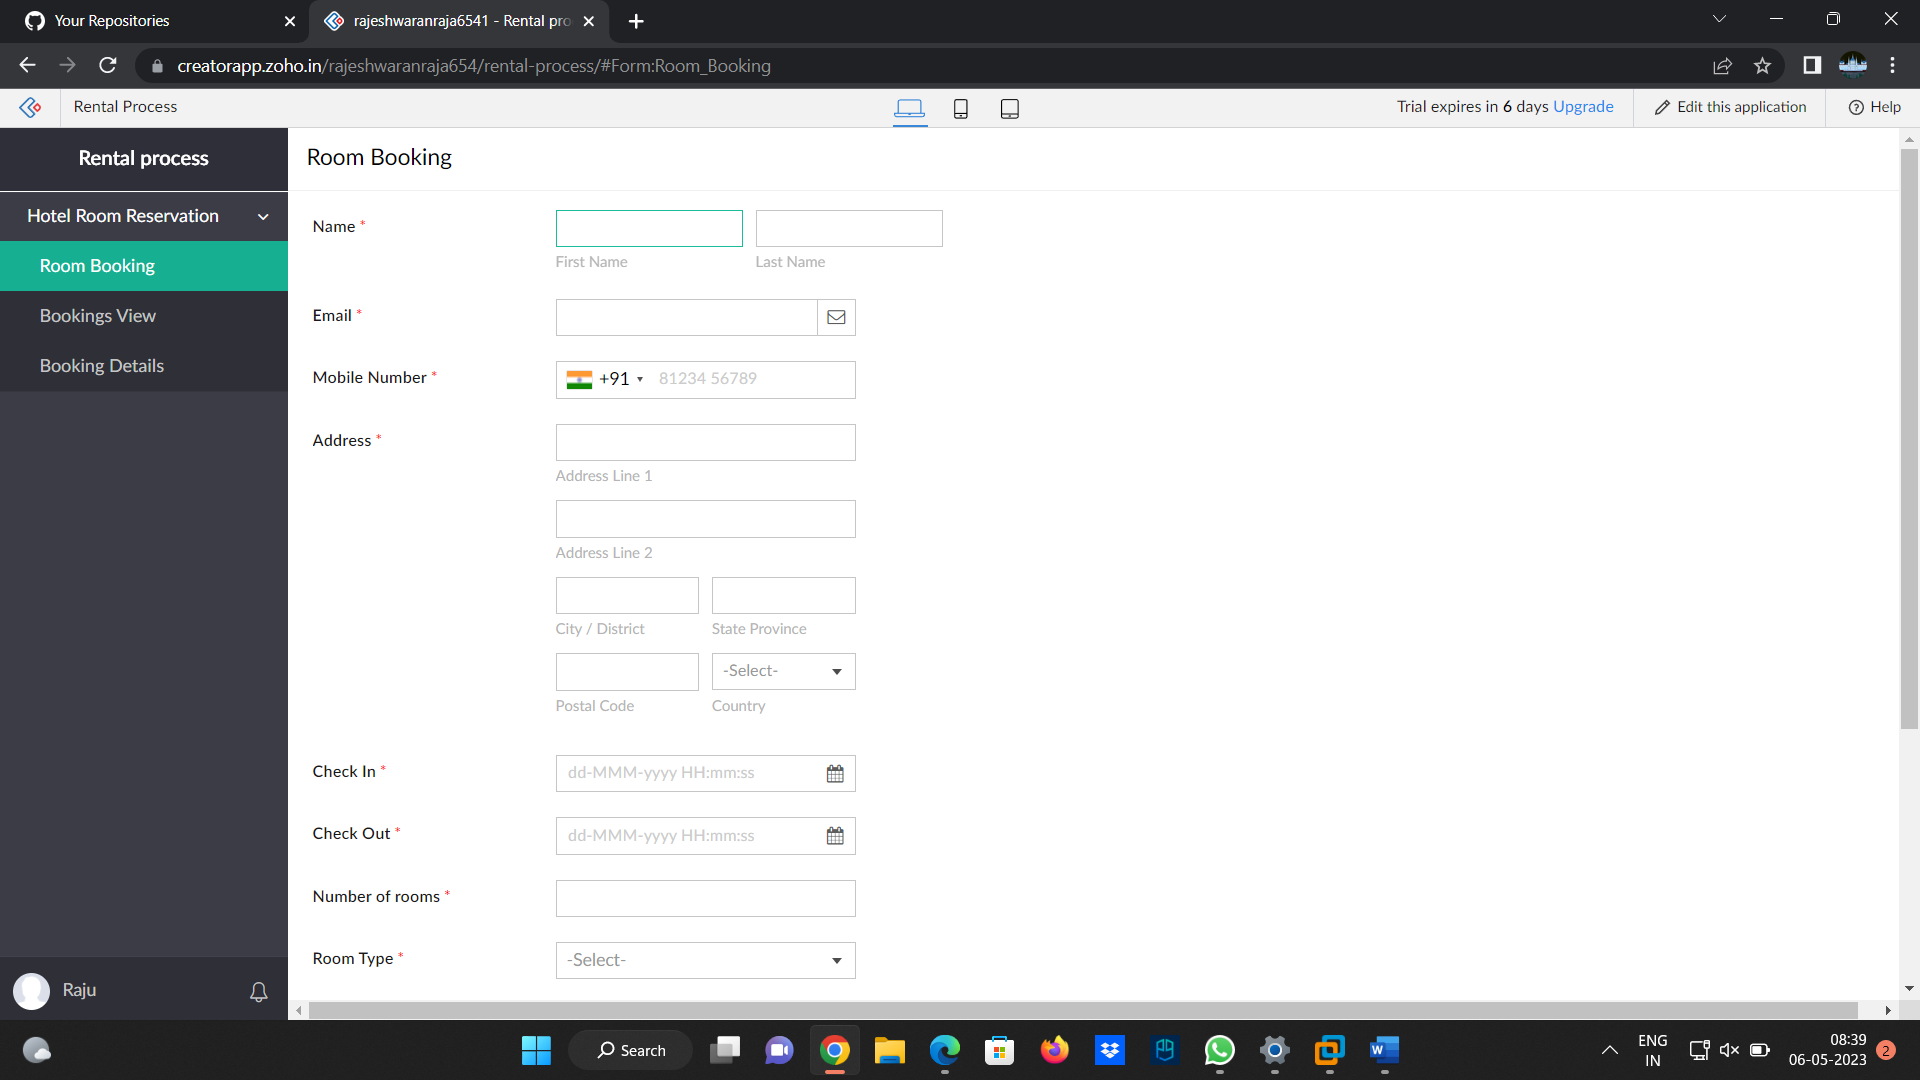 Your Repositories
rajeshwaranraja6541 - Rental pro
creatorapp.zoho.in/rajeshwaranraja654/rental-process/#Form:Room_Booking
Rental Process
Trial expires in 6 days Upgrade
Edit this application
Help
Rental process
Hotel Room Reservation
Room Booking
Bookings View
Booking Details
Raju
Room Booking
Name *
First Name
Last Name
Email *
Mobile Number *
+91
81234 56789
Address *
Address Line 1
Address Line 2
City / District
State Province
-Select-
Postal Code
Country
Check In *
dd-MMM-yyyy HH:mm:ss
Check Out *
dd-MMM-yyyy HH:mm:ss
Number of rooms *
Room Type *
-Select-
Search
W
ENG
IN
08:39
06-05-2023
2